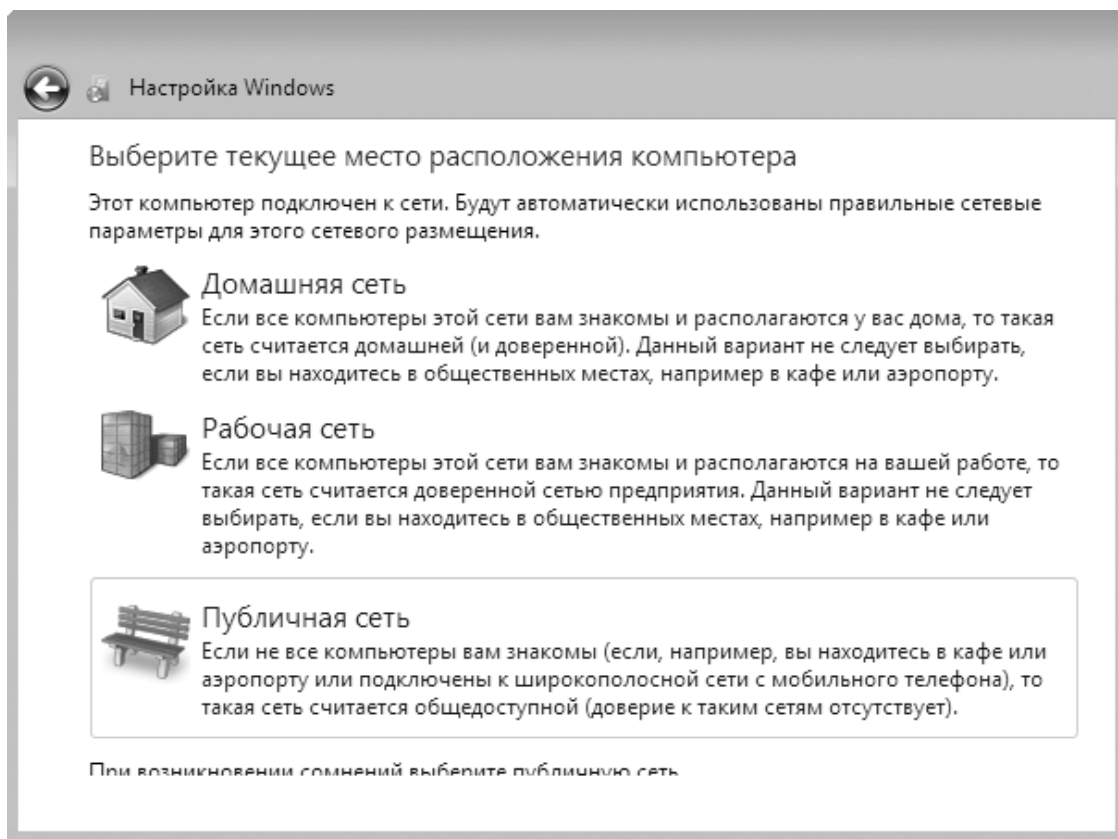 Настройка Windows
Выберите текущее место расположения компьютера
Этот компьютер подключен к сети. Будут автоматически использованы правильные сетевые
параметры для этого сетевого размещения.
Домашняя сеть
Если все компьютеры этой сети вам знакомы и располагаются у вас дома, то такая
сеть считается домашней (и доверенной). Данный вариант не следует выбирать,
если вы находитесь в общественных местах, например в кафе или аэропорту.
Рабочая сеть
Если все компьютеры этой сети вам знакомы и располагаются на вашей работе, то
такая сеть считается доверенной сетью предприятия. Данный вариант не следует
выбирать, если вы находитесь в общественных местах, например в кафе или
аэропорту.
Публичная сеть
Если не все компьютеры вам знакомы (если, например, вы находитесь в кафе или
аэропорту или подключены к широкополосной сети с мобильного телефона), то
такая сеть считается общедоступной (доверие к таким сетям отсутствует).
При возникновении сомнений выберите публичную сеть